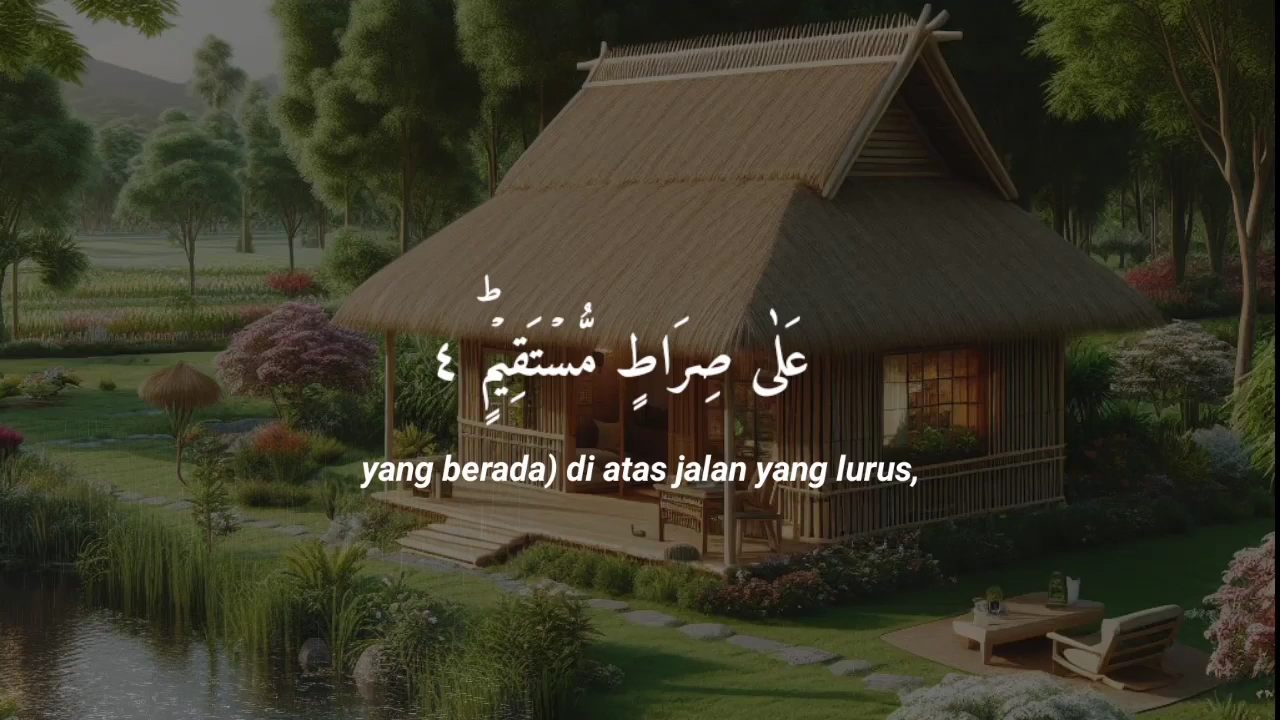 عَلٰى صِرَاطٍ مُّسْتَقِيْمٍۗ ٤
yang berada) di atas jalan yang lurus,